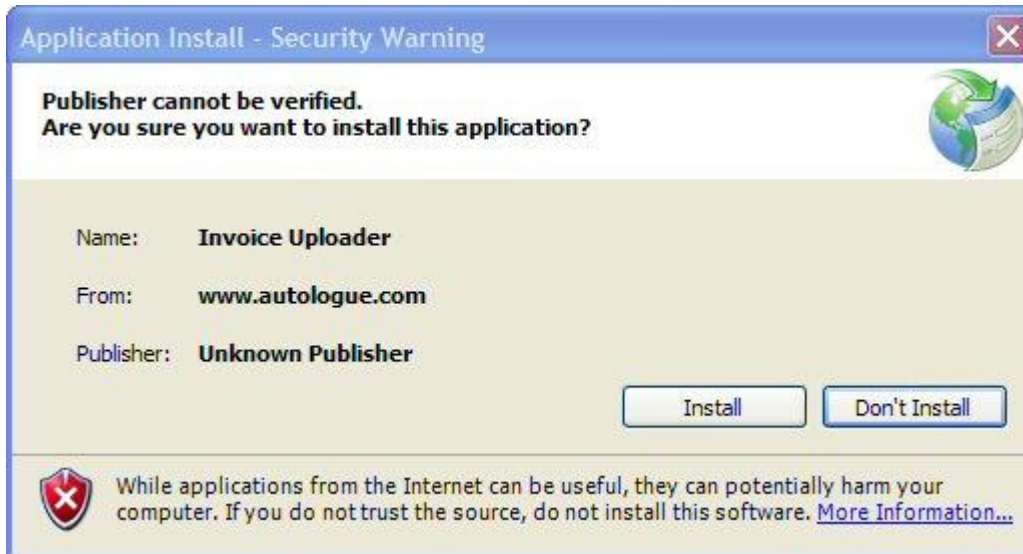 Application Install - Security Warning
Publisher cannot be verified.
Are you sure you want to install this application?
Name: Invoice Uploader
From: www.autologue.com
Publisher: Unknown Publisher
Install Don't Install
While applications from the Internet can be useful, they can potentially harm your
computer. If you do not trust the source, do not install this software. More Information...